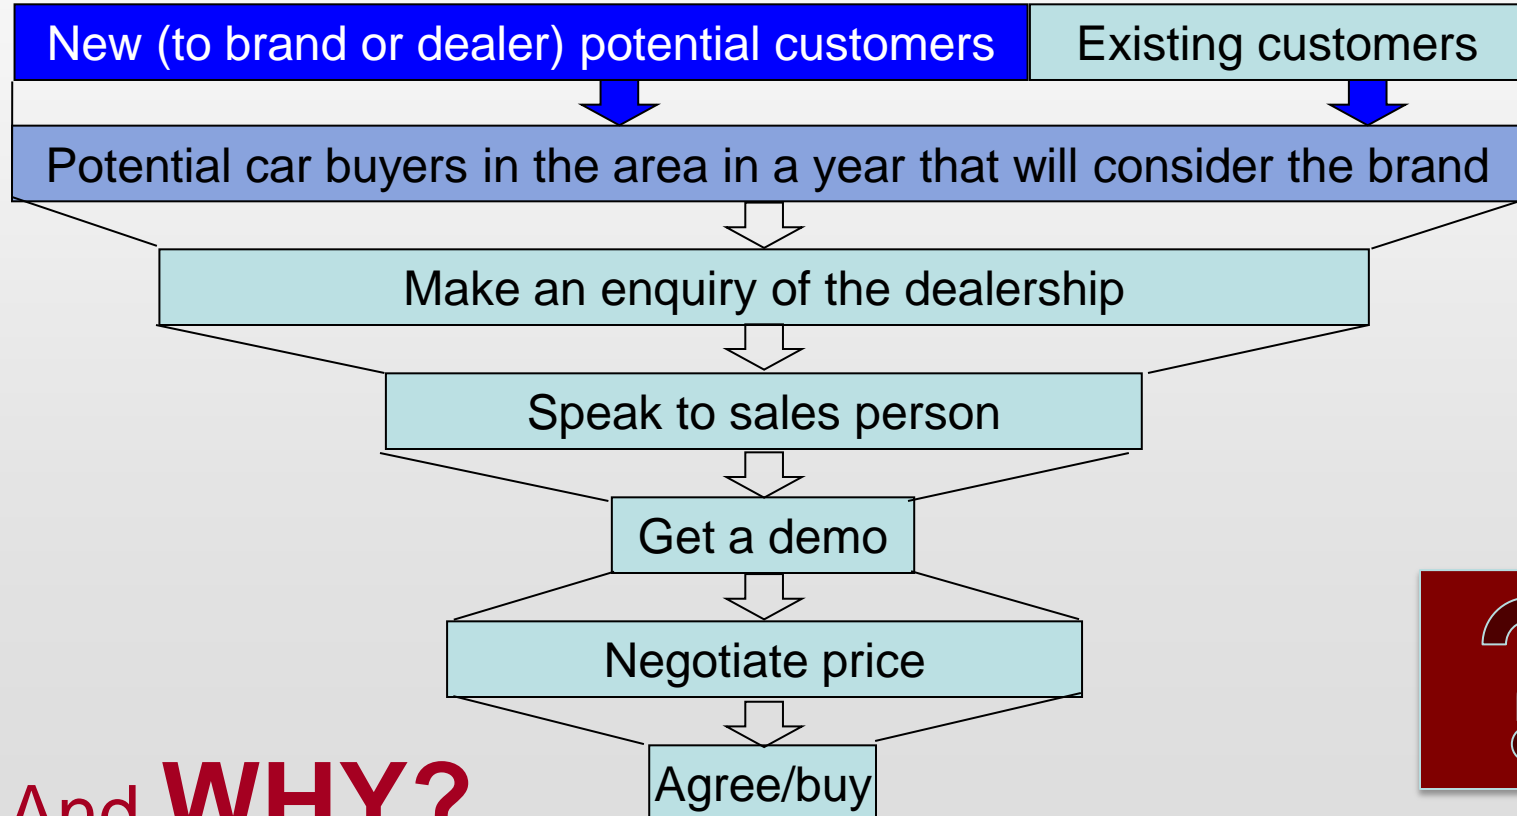 New (to brand or dealer) potential customers
Existing customers
Potential car buyers in the area in a year that will consider the brand
Make an enquiry of the dealership
Speak to sales person
Get a demo
Negotiate price
Agree/buy
?
And WHY?